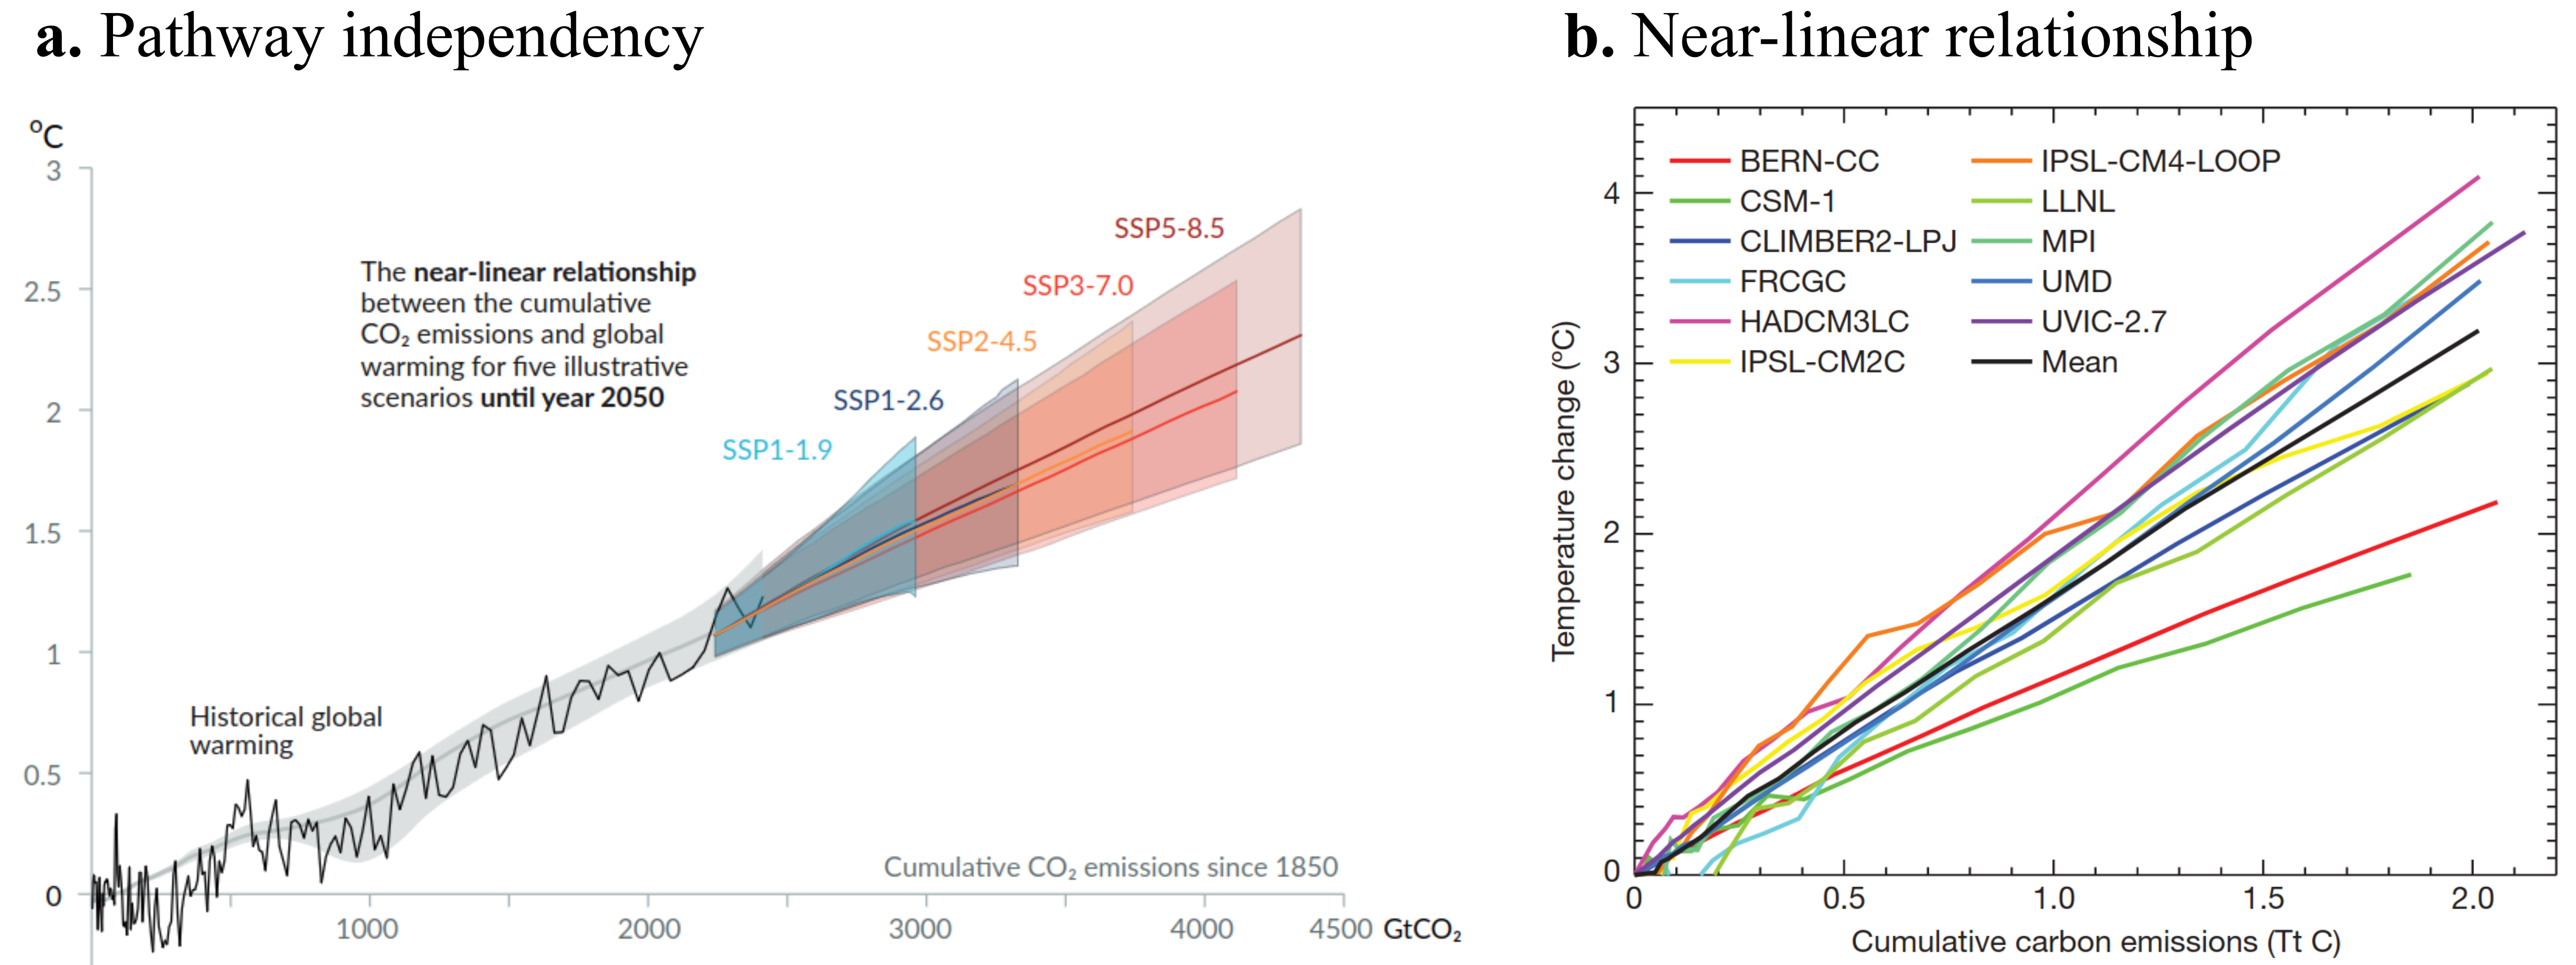 a. Pathway independency
°C
3
2.5
2
1.5
1
0.5
0
The near-linear relationship
between the cumulative
CO₂ emissions and global
warming for five illustrative
scenarios until year 2050
SSP1-1.9
SSP1-2.6
SSP2-4.5
SSP3-7.0
SSP5-8.5
Historical global
warming
Cumulative CO₂ emissions since 1850
1000
2000
3000
4000
4500 GtCO₂
b. Near-linear relationship
Temperature change (°C)
4
3
2
1
0
BERN-CC
CSM-1
CLIMBER2-LPJ
FRCGC
HADCM3LC
IPSL-CM2C
IPSL-CM4-LOOP
LLNL
MPI
UMD
UVIC-2.7
Mean
0
0.5
1.0
1.5
2.0
Cumulative carbon emissions (Tt C)